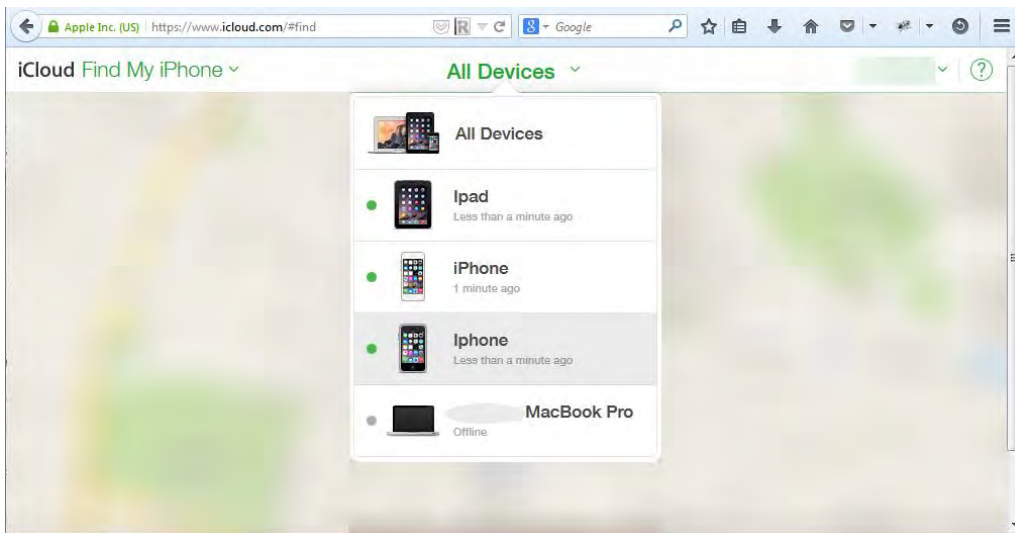 Apple Inc. (US) https://www.icloud.com/#find
Google
iCloud Find My iPhone
All Devices
All Devices
Ipad
Less than a minute ago
iPhone
1 minute ago
Iphone
Less than a minute ago
MacBook Pro
Offline